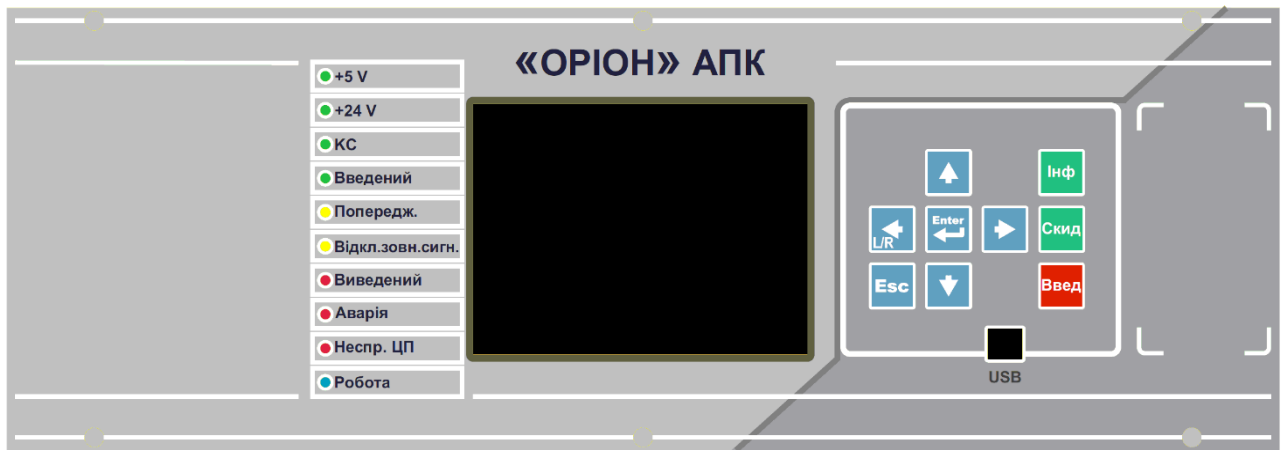 «ОРІОН» АПК
+5 V
+24 V
КС
Введений
Попередж.
Відкл.зовн.сигн.
Виведений
Аварія
Неспр. ЦП
Робота
Інф
L/R
Enter
Скид
Esc
Введ
USB